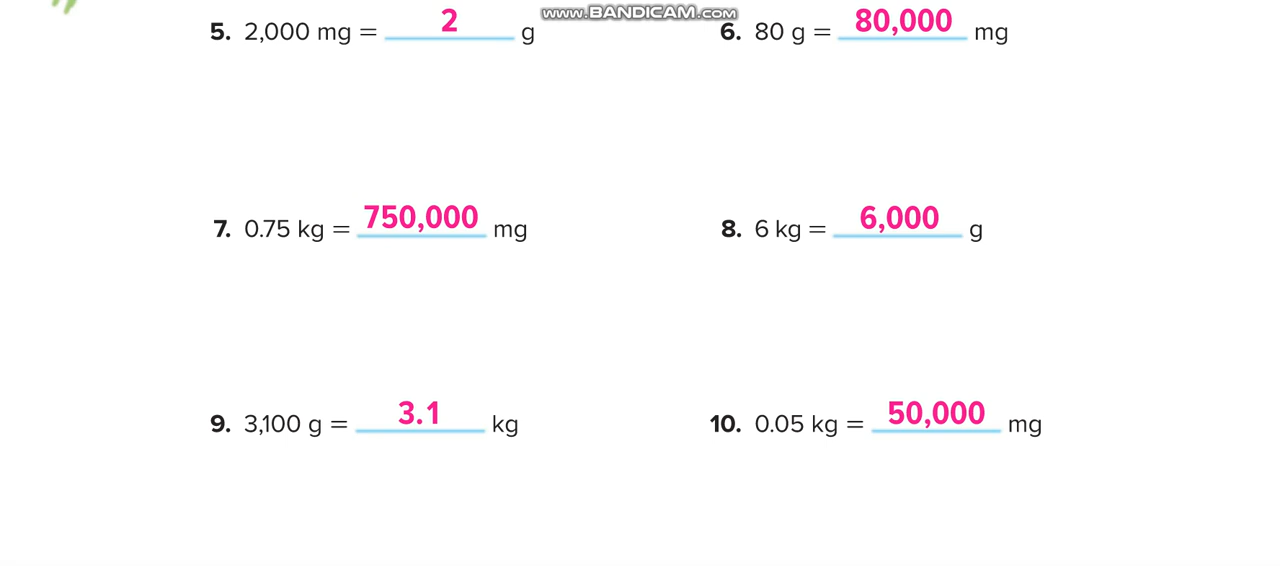 www.BANDICAM.com
5. 2,000 mg = 2 g
6. 80 g = 80,000 mg
7. 0.75 kg = 750,000 mg
8. 6 kg = 6,000 g
9. 3,100 g = 3.1 kg
10. 0.05 kg = 50,000 mg